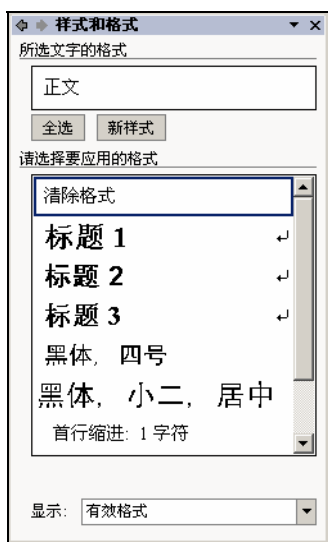 样式和格式
所选文字的格式
正文
全选 新样式
请选择要应用的格式
清除格式
标题 1
标题 2
标题 3
黑体, 四号
黑体, 小二, 居中
首行缩进: 1 字符
显示: 有效格式